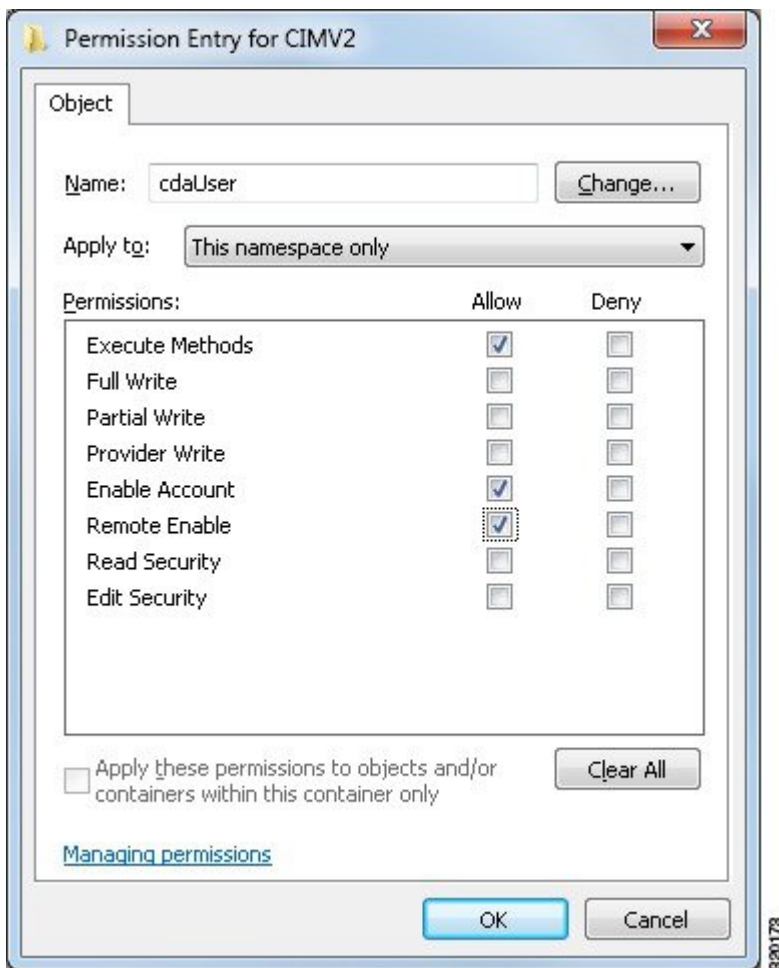 Permission Entry for CIMV2
Object
Name: cdaUser Change...
Apply to: This namespace only
Permissions: Allow Deny
Execute Methods
Full Write
Partial Write
Provider Write
Enable Account
Remote Enable
Read Security
Edit Security
Apply these permissions to objects and/or
containers within this container only
Clear All
Managing permissions
OK Cancel
320173